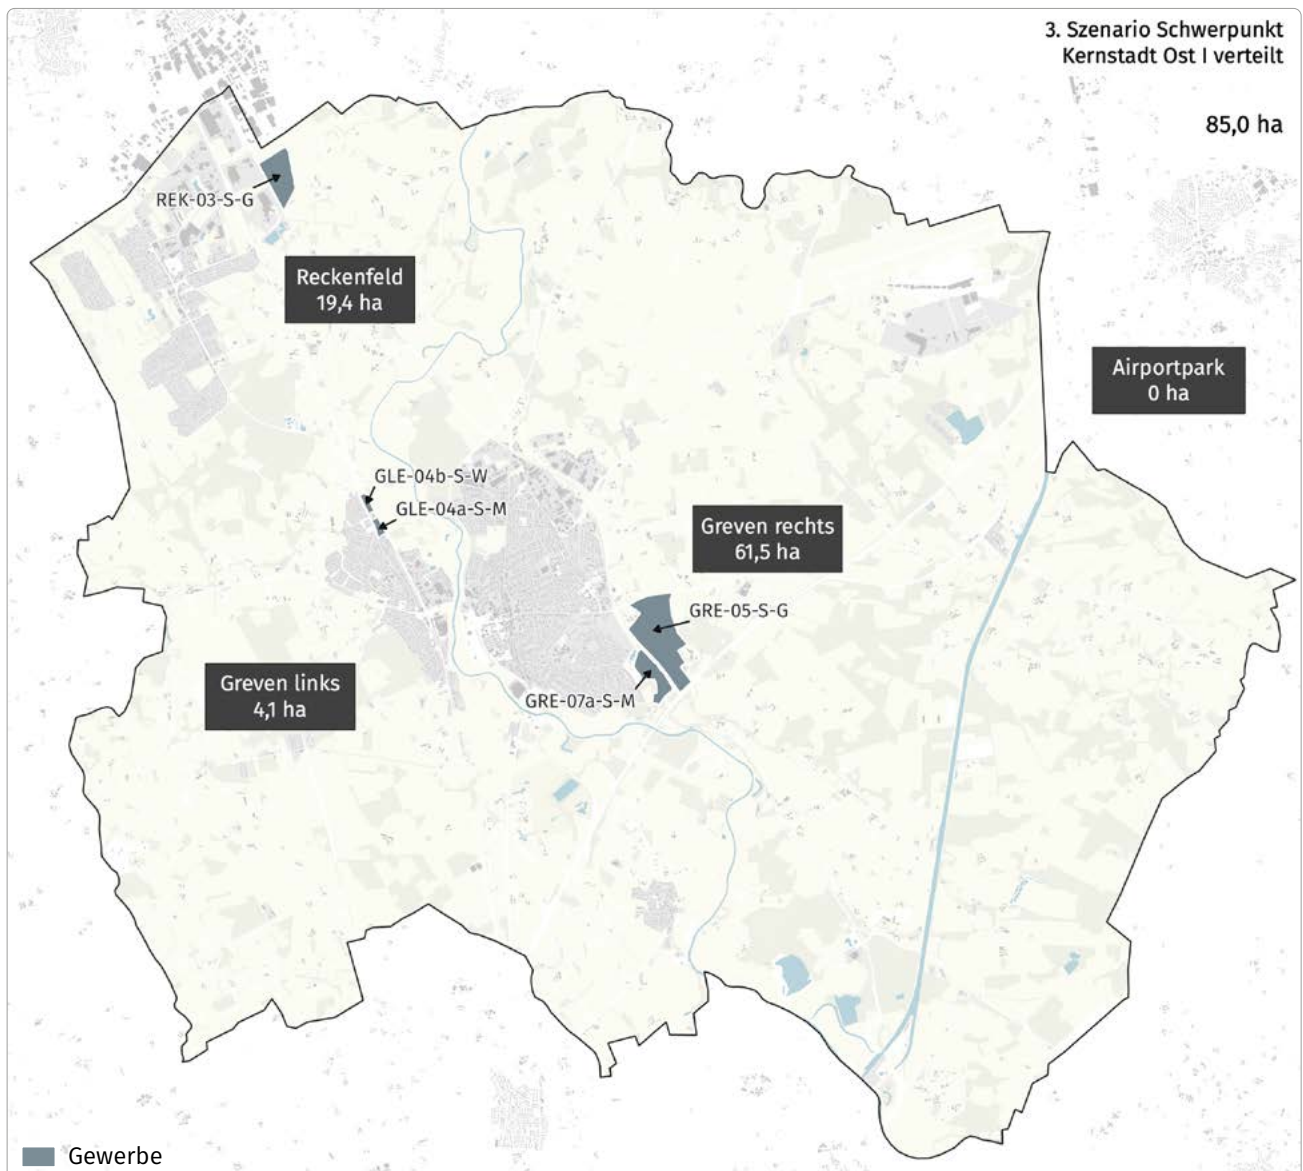 3. Szenario Schwerpunkt
Kernstadt Ost I verteilt
85,0 ha
REK-03-S-G
Reckenfeld
19,4 ha
Airportpark
0 ha
GLE-04b-S-W
GLE-04a-S-M
Greven rechts
61,5 ha
GRE-05-S-G
Greven links
4,1 ha
GRE-07a-S-M
Gewerbe